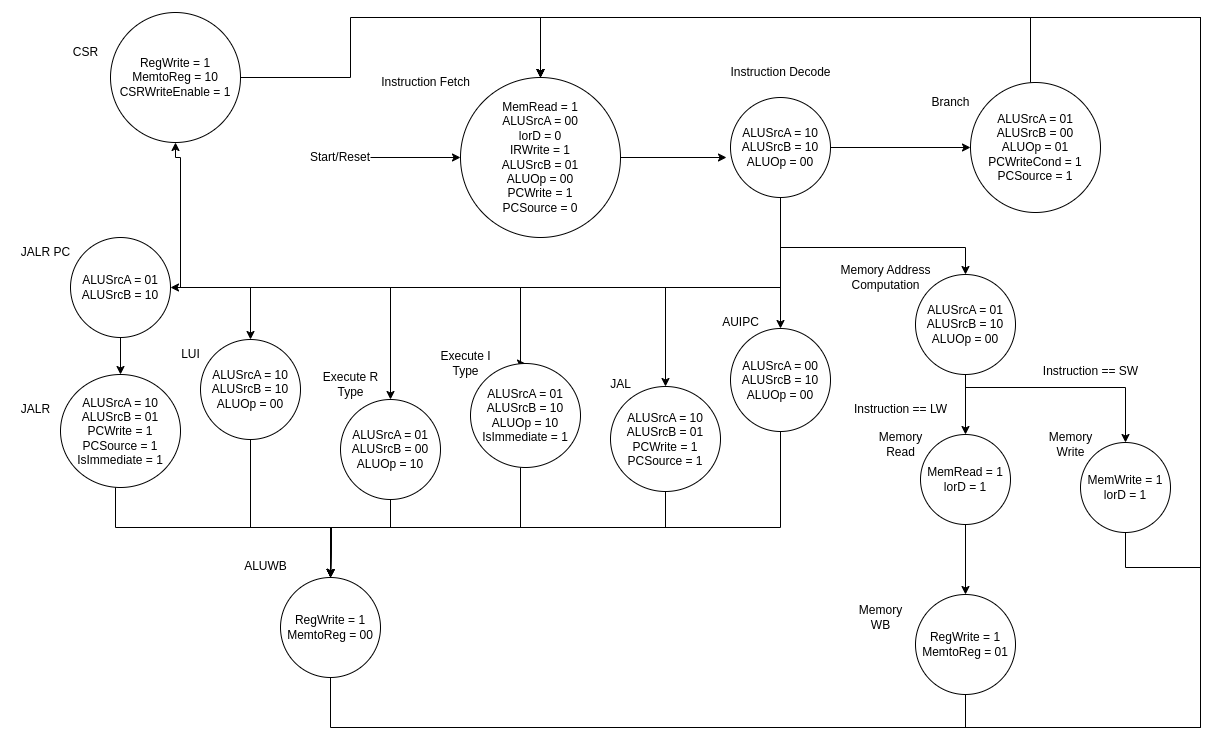 CSR
RegWrite = 1
MemtoReg = 10
CSRWriteEnable = 1
Instruction Fetch
MemRead = 1
ALUSrcA = 00
IorD = 0
IRWrite = 1
ALUSrcB = 01
ALUOp = 00
PCWrite = 1
PCSource = 0
Start/Reset
Instruction Decode
ALUSrcA = 10
ALUSrcB = 10
ALUOp = 00
Branch
ALUSrcA = 01
ALUSrcB = 00
ALUOp = 01
PCWriteCond = 1
PCSource = 1
JALR PC
ALUSrcA = 01
ALUSrcB = 10
Memory Address
Computation
ALUSrcA = 01
ALUSrcB = 10
ALUOp = 00
JALR
ALUSrcA = 10
ALUSrcB = 01
PCWrite = 1
PCSource = 1
IsImmediate = 1
LUI
ALUSrcA = 10
ALUSrcB = 10
ALUOp = 00
Execute R
Type
ALUSrcA = 01
ALUSrcB = 00
ALUOp = 10
Execute I
Type
ALUSrcA = 01
ALUSrcB = 10
ALUOp = 10
IsImmediate = 1
JAL
ALUSrcA = 10
ALUSrcB = 01
PCWrite = 1
PCSource = 1
AUIPC
ALUSrcA = 00
ALUSrcB = 10
ALUOp = 00
Instruction == SW
Instruction == LW
Memory
Read
MemRead = 1
IorD = 1
Memory
Write
MemWrite = 1
IorD = 1
ALUWB
RegWrite = 1
MemtoReg = 00
Memory
WB
RegWrite = 1
MemtoReg = 01